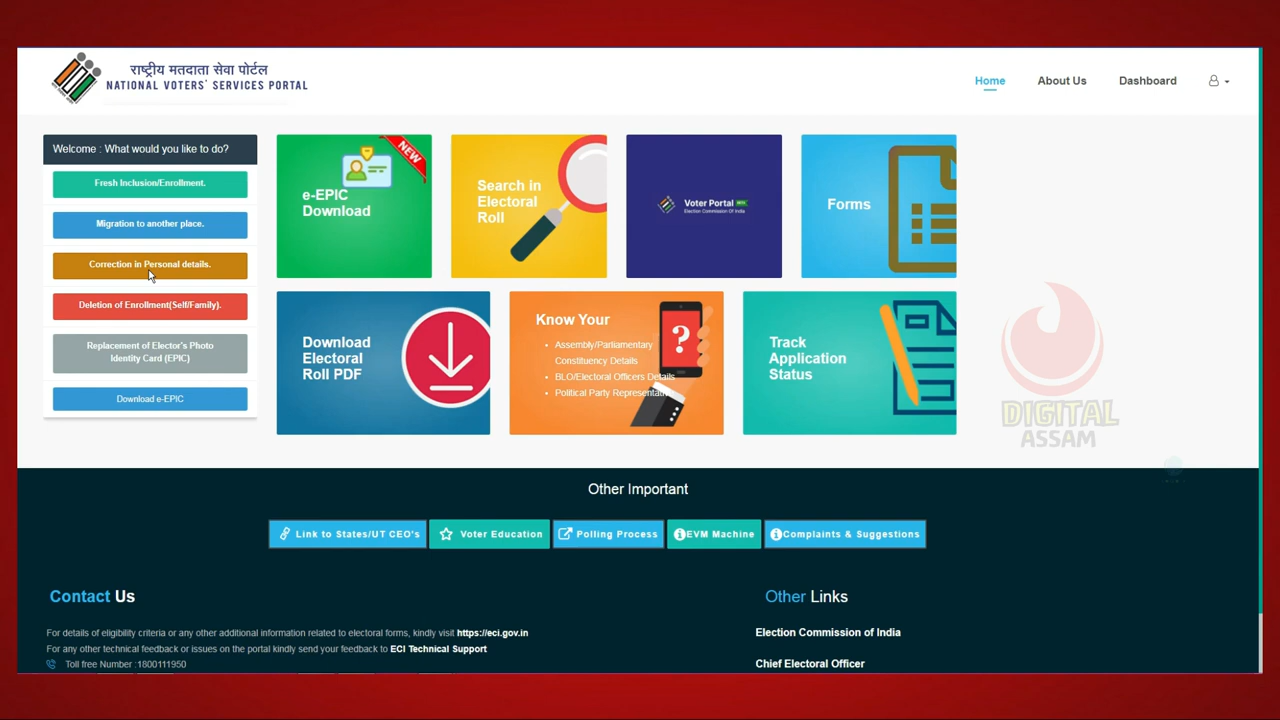 राष्ट्रीय मतदाता सेवा पोर्टल
NATIONAL VOTERS' SERVICES PORTAL
Home
About Us
Dashboard
Welcome : What would you like to do?
Fresh Inclusion/Enrollment.
Migration to another place.
Correction in Personal details.
Deletion of Enrollment(Self/Family).
Replacement of Elector's Photo
Identity Card (EPIC)
Download e-EPIC
NEW
e-EPIC
Download
Search in
Electoral
Roll
Voter Portal
Election Commission Of India
Forms
Download
Electoral
Roll PDF
Know Your
Assembly/Parliamentary
Constituency Details
BLO/Electoral Officers Details
Political Party
?
Track
Application
Status
DIGITAL
ASSAM
Other Important
Link to States/UT CEO's
Voter Education
Polling Process
EVM Machine
Complaints & Suggestions
Contact Us
For details of eligibility criteria or any other additional information related to electoral forms, kindly visit https://eci.gov.in
For any other technical feedback or issues on the portal kindly send your feedback to ECI Technical Support
Toll free Number :1800111950
Other Links
Election Commission of India
Chief Electoral Officer